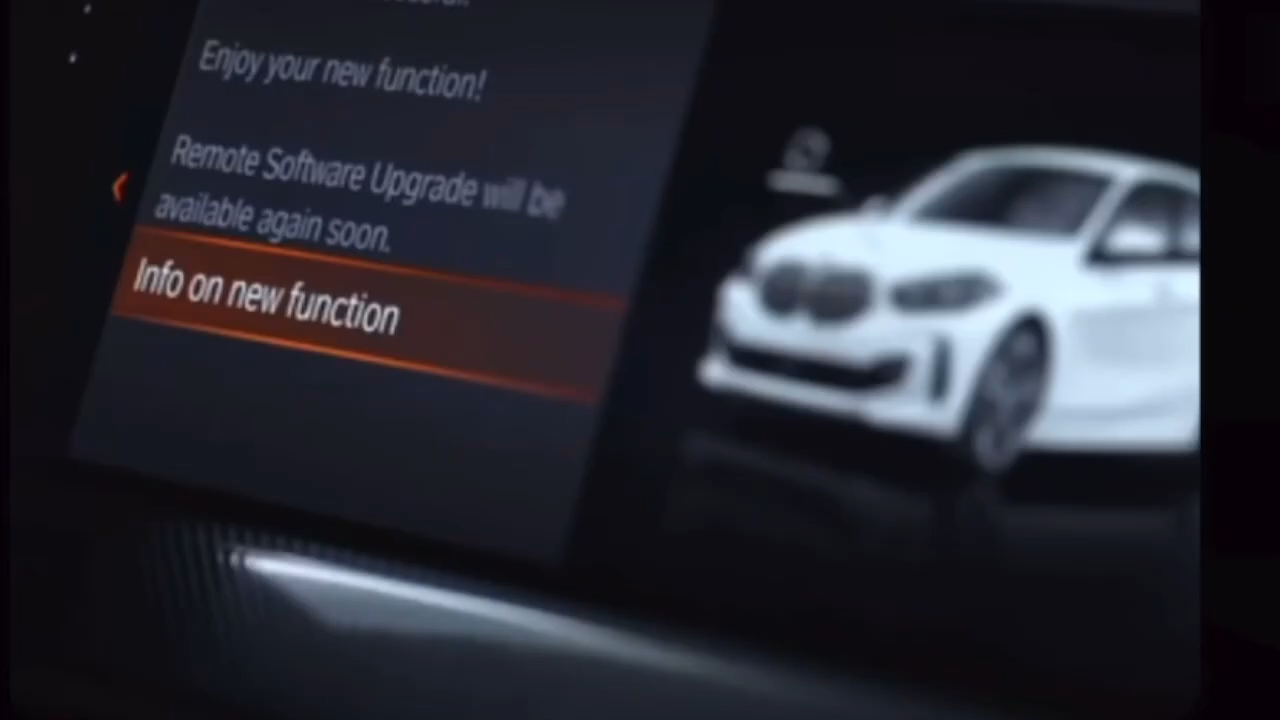 Enjoy your new function!
Remote Software Upgrade will be
available again soon.
Info on new function